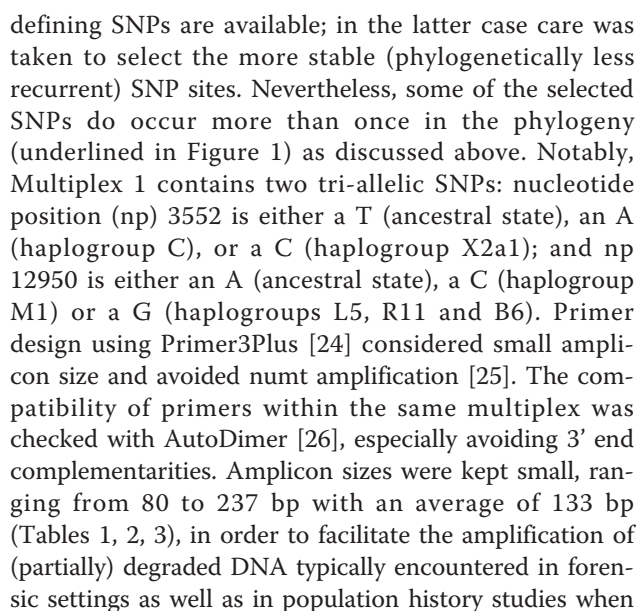 defining SNPs are available; in the latter case care was
taken to select the more stable (phylogenetically less
recurrent) SNP sites. Nevertheless, some of the selected
SNPs do occur more than once in the phylogeny
(underlined in Figure 1) as discussed above. Notably,
Multiplex 1 contains two tri-allelic SNPs: nucleotide
position (np) 3552 is either a T (ancestral state), an A
(haplogroup C), or a C (haplogroup X2a1); and np
12950 is either an A (ancestral state), a C (haplogroup
M1) or a G (haplogroups L5, R11 and B6). Primer
design using Primer3Plus [24] considered small ampli-
con size and avoided numt amplification [25]. The com-
patibility of primers within the same multiplex was
checked with AutoDimer [26], especially avoiding 3’ end
complementarities. Amplicon sizes were kept small, ran-
ging from 80 to 237 bp with an average of 133 bp
(Tables 1, 2, 3), in order to facilitate the amplification of
(partially) degraded DNA typically encountered in foren-
sic settings as well as in population history studies when